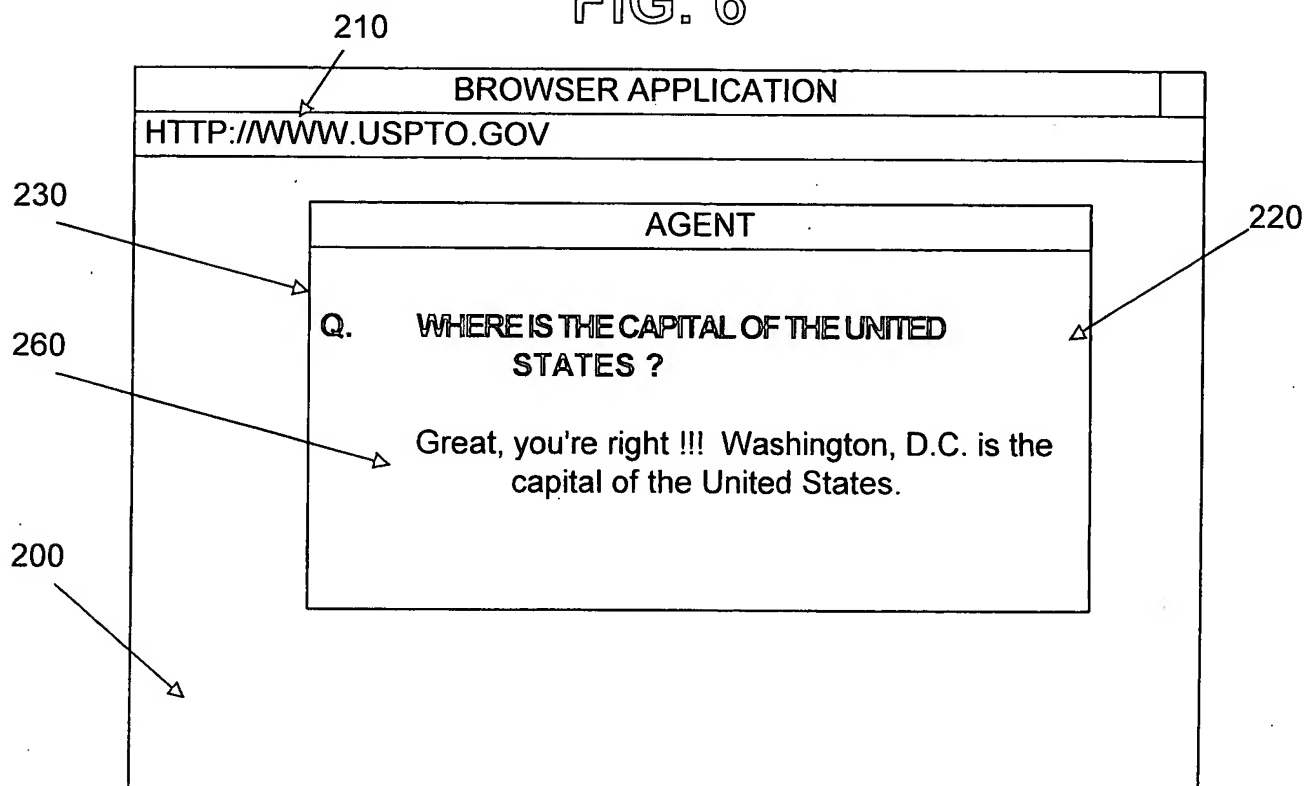 FIG. 6
210
BROWSER APPLICATION
HTTP://WWW.USPTO.GOV
230
AGENT
220
Q. WHERE IS THE CAPITAL OF THE UNITED
STATES ?
260
Great, you're right !!! Washington, D.C. is the
capital of the United States.
200